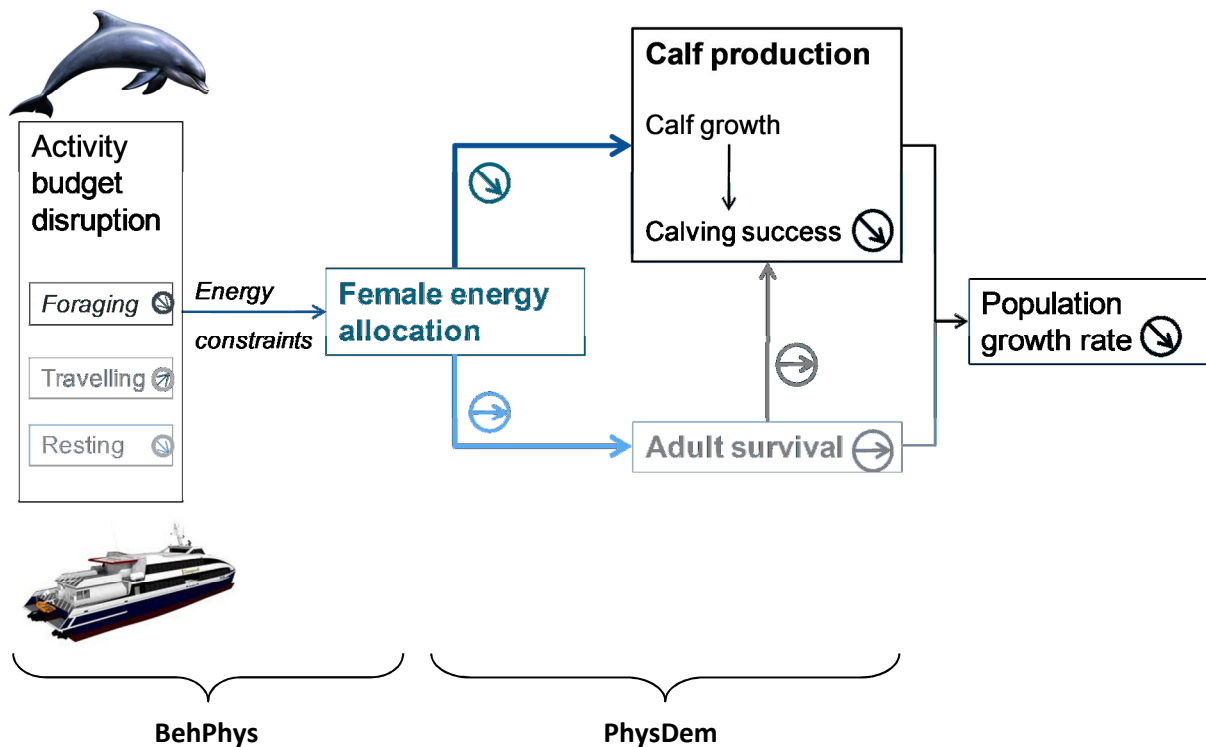 Activity
budget
disruption
Foraging
Travelling
Resting
Energy
constraints
Female energy
allocation
Calf production
Calf growth
Calving success
Adult survival
Population
growth rate
BehPhys
PhysDem